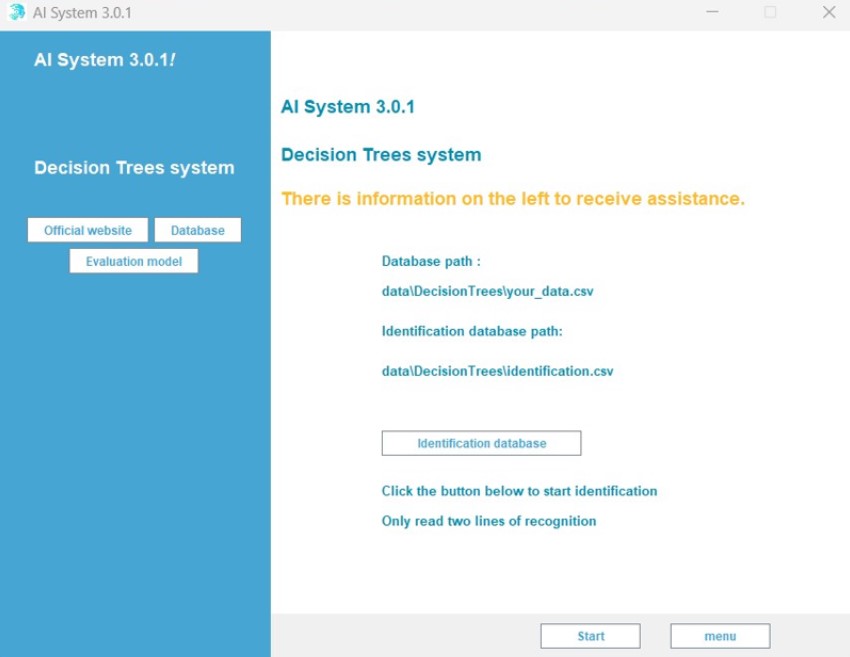 AI System 3.0.1
AI System 3.0.1!
Decision Trees system
Official website
Database
Evaluation model
AI System 3.0.1
Decision Trees system
There is information on the left to receive assistance.
Database path :
data\DecisionTrees\your_data.csv
Identification database path:
data\DecisionTrees\identification.csv
Identification database
Click the button below to start identification
Only read two lines of recognition
Start
menu